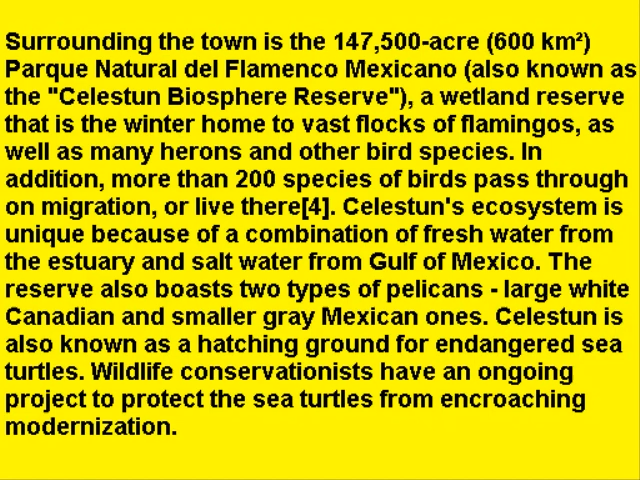 Surrounding the town is the 147,500-acre (600 km²)
Parque Natural del Flamenco Mexicano (also known as
the "Celestun Biosphere Reserve"), a wetland reserve
that is the winter home to vast flocks of flamingos, as
well as many herons and other bird species. In
addition, more than 200 species of birds pass through
on migration, or live there[4]. Celestun's ecosystem is
unique because of a combination of fresh water from
the estuary and salt water from Gulf of Mexico. The
reserve also boasts two types of pelicans - large white
Canadian and smaller gray Mexican ones. Celestun is
also known as a hatching ground for endangered sea
turtles. Wildlife conservationists have an ongoing
project to protect the sea turtles from encroaching
modernization.